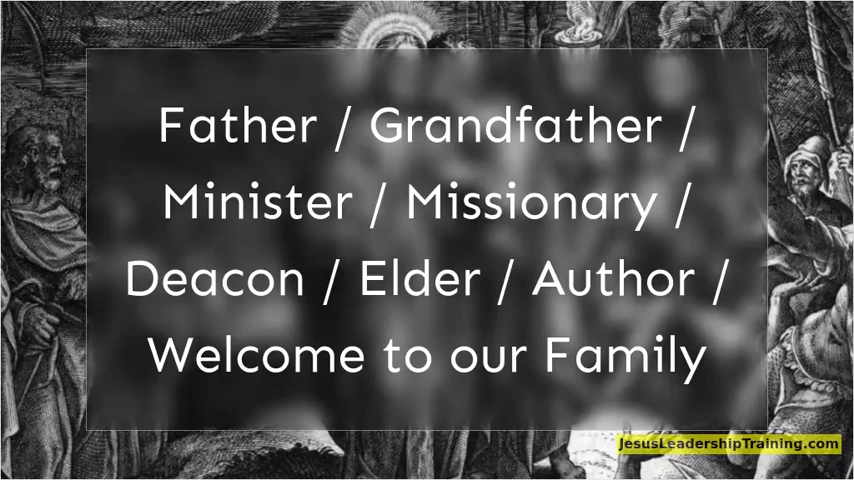 Father / Grandfather /
Minister / Missionary /
Deacon / Elder / Author /
Welcome to our Family
JesusLeadershipTraining.com